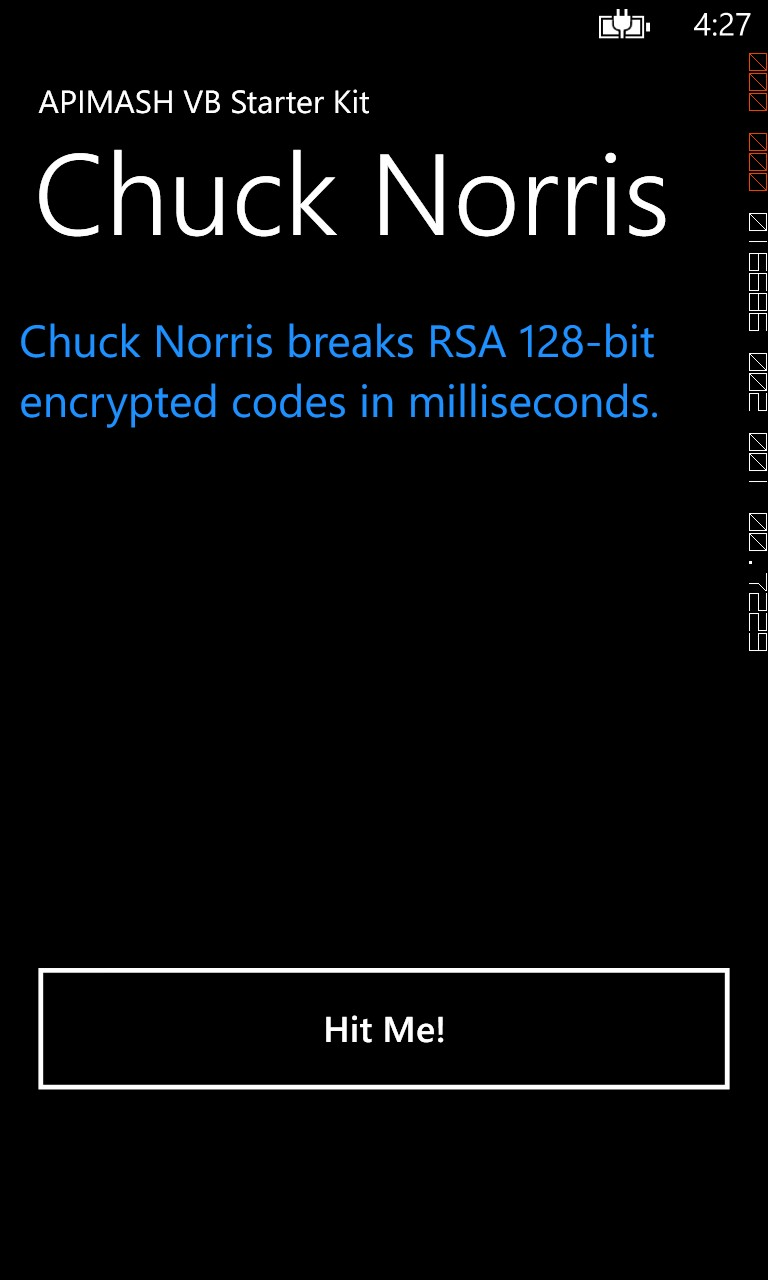 4:27
APIMASH VB Starter Kit
Chuck Norris
Chuck Norris breaks RSA 128-bit
encrypted codes in milliseconds.
Hit Me!
000 000 002 001 00.7229